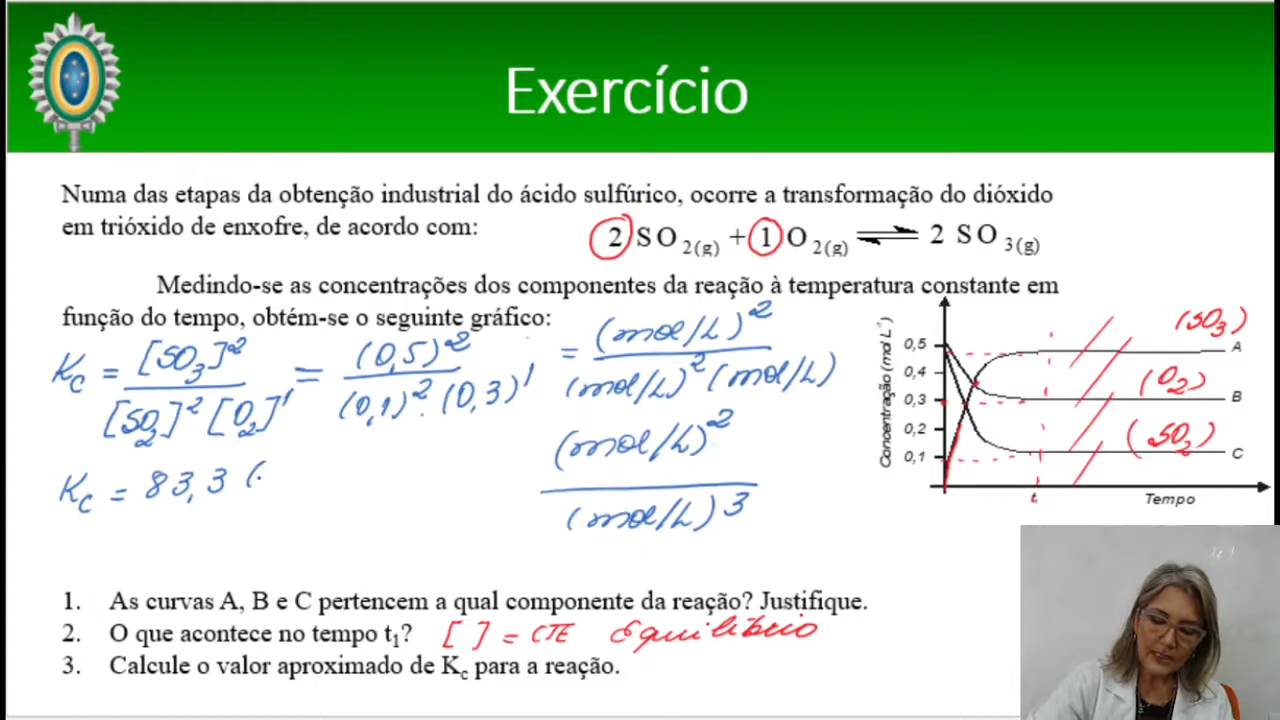 Exercício
Numa das etapas da obtenção industrial do ácido sulfúrico, ocorre a transformação do dióxido
em trióxido de enxofre, de acordo com:
2 SO 2(g) + 1 O 2(g) ⇌ 2 SO 3(g)
Medindo-se as concentrações dos componentes da reação à temperatura constante em
função do tempo, obtém-se o seguinte gráfico:
Kc = [SO3]² / [SO2]² [O2]¹ = (0,5)² / (0,1)² . (0,3)¹ = (mol/L)² / (mol/L)² (mol/L)
(mol/L)² / (mol/L)³
Kc = 83,3 (
Concentração (mol L⁻¹)
0,5
0,4
0,3
0,2
0,1
(SO3) A
(O2) B
(SO2) C
t1
Tempo
1. As curvas A, B e C pertencem a qual componente da reação? Justifique.
2. O que acontece no tempo t1? [ ] = CTE Equilíbrio
3. Calcule o valor aproximado de Kc para a reação.